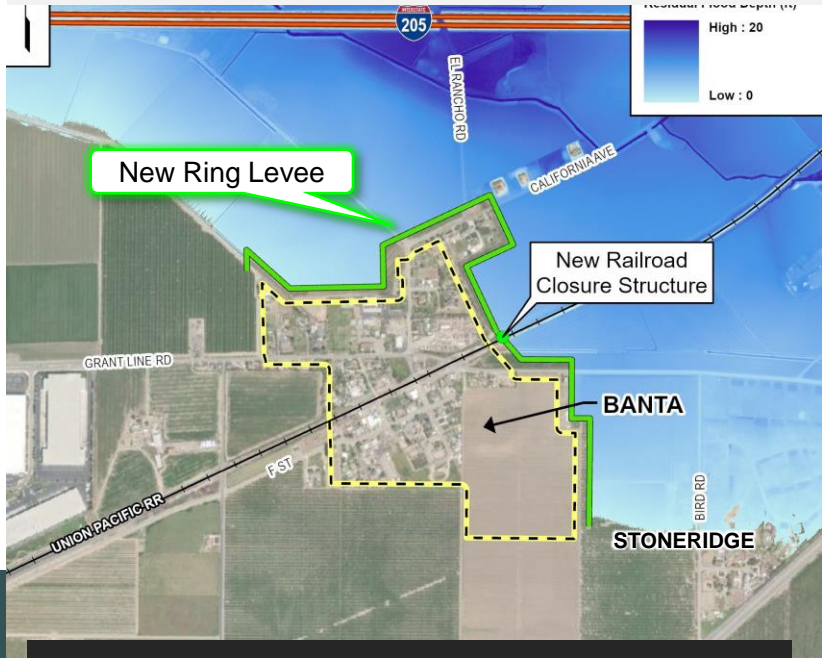 INTERSTATE
205
Residual Flood Depth (ft)
High : 20
Low : 0
EL RANCHO RD
CALIFORNIA AVE
New Ring Levee
New Railroad
Closure Structure
GRANT LINE RD
BANTA
F ST
UNION PACIFIC RR
BIRD RD
STONERIDGE